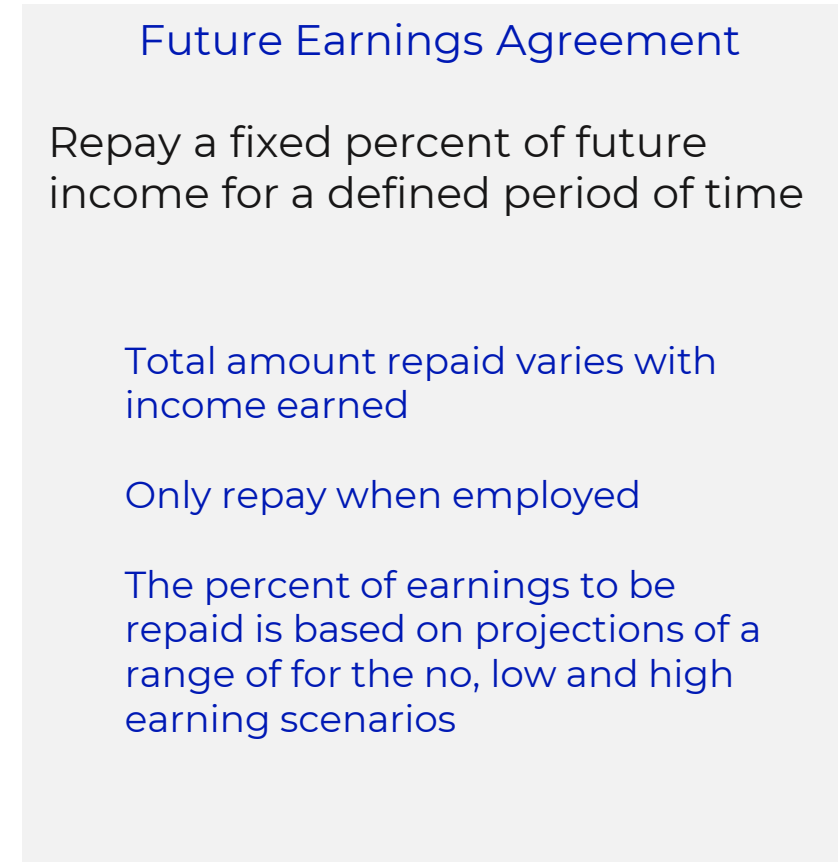 Future Earnings Agreement
Repay a fixed percent of future
income for a defined period of time
Total amount repaid varies with
income earned
Only repay when employed
The percent of earnings to be
repaid is based on projections of a
range of for the no, low and high
earning scenarios